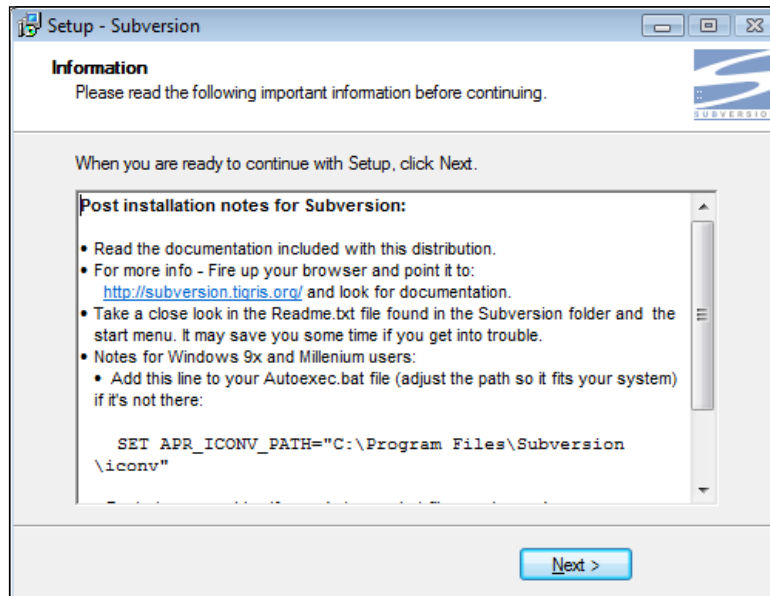 Setup - Subversion
Information
Please read the following important information before continuing.
SUBVERSION
When you are ready to continue with Setup, click Next.
Post installation notes for Subversion:
• Read the documentation included with this distribution.
• For more info - Fire up your browser and point it to:
http://subversion.tigris.org/ and look for documentation.
• Take a close look in the Readme.txt file found in the Subversion folder and the
start menu. It may save you some time if you get into trouble.
• Notes for Windows 9x and Millenium users:
• Add this line to your Autoexec.bat file (adjust the path so it fits your system)
if it's not there:
SET APR_ICONV_PATH="C:\Program Files\Subversion
\iconv"
Next >